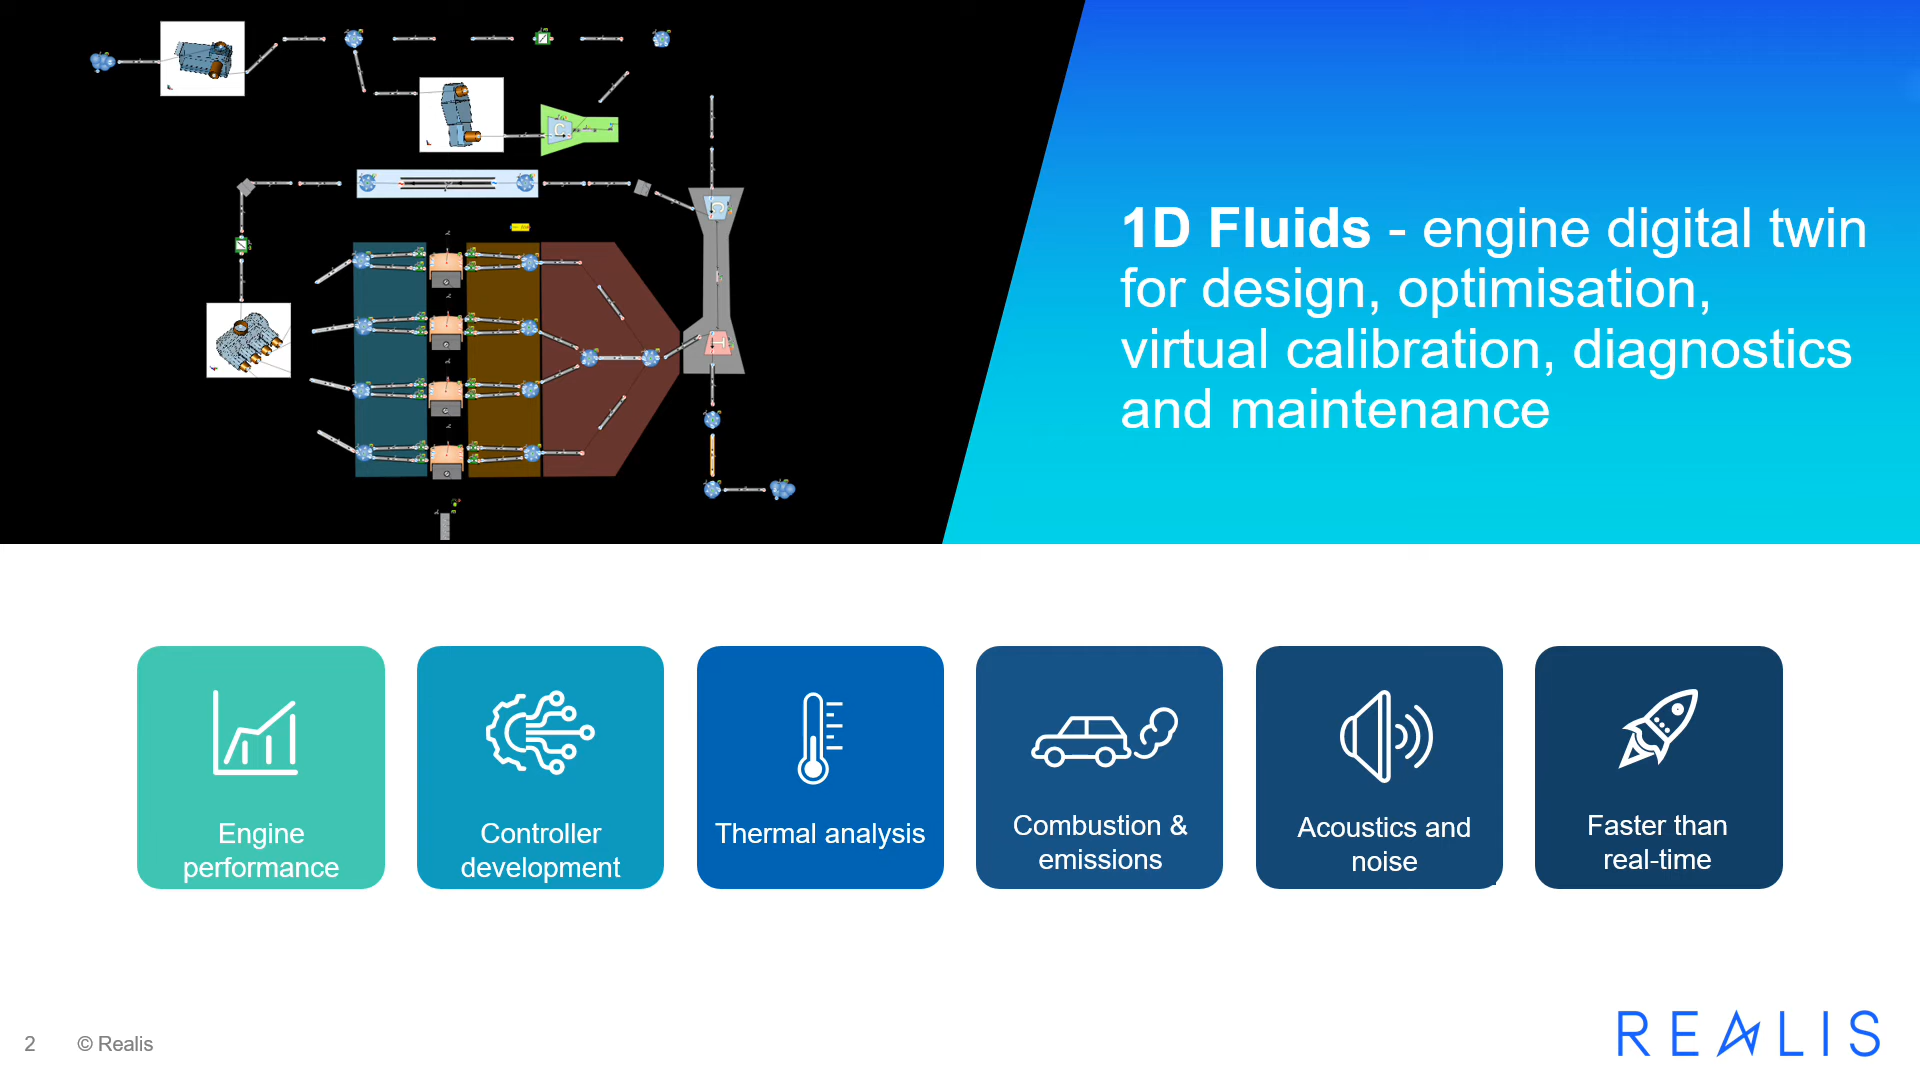 1D Fluids - engine digital twin
for design, optimisation,
virtual calibration, diagnostics
and maintenance
Engine
performance
Controller
development
Thermal analysis
Combustion &
emissions
Acoustics and
noise
Faster than
real-time
2
© Realis
REALIS
C
C
T